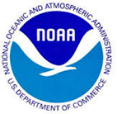 NATIONAL OCEANIC AND ATMOSPHERIC ADMINISTRATION
NOAA
U.S. DEPARTMENT OF COMMERCE